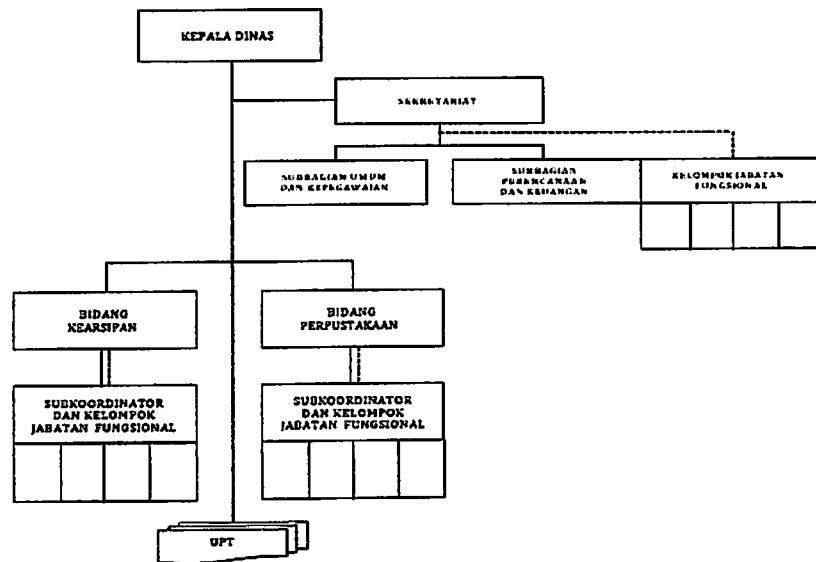 KEPALA DINAS
SEKRETARIAT
SUBBAGIAN UMUM
DAN KEPEGAWAIAN
SUBBAGIAN
PERENCANAAN
DAN KEUANGAN
KELOMPOK JABATAN
FUNGSIONAL
BIDANG
KEARSIPAN
BIDANG
PERPUSTAKAAN
SUBKOORDINATOR
DAN KELOMPOK
JABATAN FUNGSIONAL
SUBKOORDINATOR
DAN KELOMPOK
JABATAN FUNGSIONAL
UPT